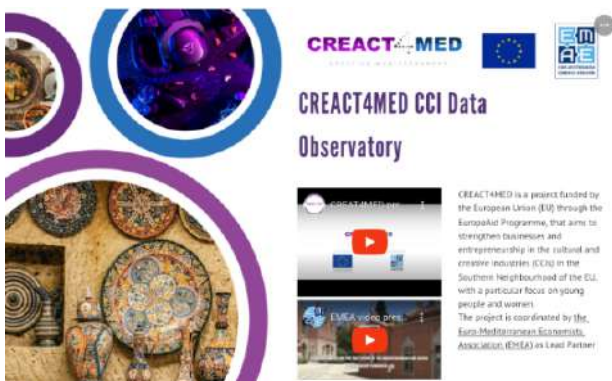 CREACT4MED
EMAE
CREACT4MED CCI Data
Observatory
CREACT4MED pre...
EMEA video pres...
CREACT4MED is a project funded by
the European Union (EU) through the
EuropeAid Programme, that aims to
strengthen businesses and
entrepreneurship in the cultural and
creative industries (CCIs) in the
Southern Neighbourhood of the EU,
with a particular focus on young
people and women.
The project is coordinated by the
Euro-Mediterranean Economists
Association (EMEA) as Lead Partner